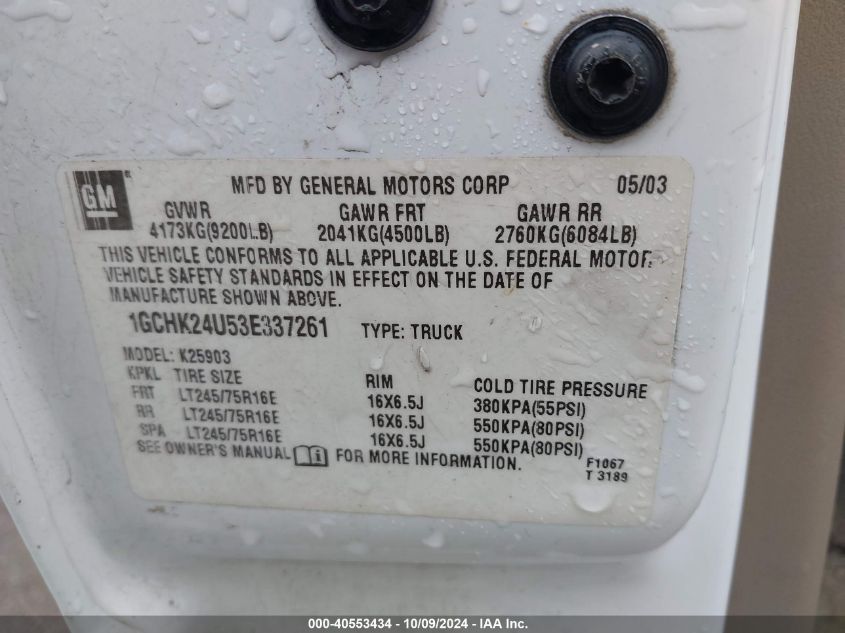 GM
MFD BY GENERAL MOTORS CORP 05/03
GVWR GAWR FRT GAWR RR
4173KG(9200LB) 2041KG(4500LB) 2760KG(6084LB)
THIS VEHICLE CONFORMS TO ALL APPLICABLE U.S. FEDERAL MOTOR
VEHICLE SAFETY STANDARDS IN EFFECT ON THE DATE OF
MANUFACTURE SHOWN ABOVE.
1GCHK24U53E337261 TYPE: TRUCK
MODEL: K25903
KPKL TIRE SIZE RIM COLD TIRE PRESSURE
FRT LT245/75R16E 16X6.5J 380KPA(55PSI)
RR LT245/75R16E 16X6.5J 550KPA(80PSI)
SPA LT245/75R16E 16X6.5J 550KPA(80PSI)
SEE OWNER'S MANUAL FOR MORE INFORMATION.
F1067
T 3189
000-40553434 - 10/09/2024 - IAA Inc.